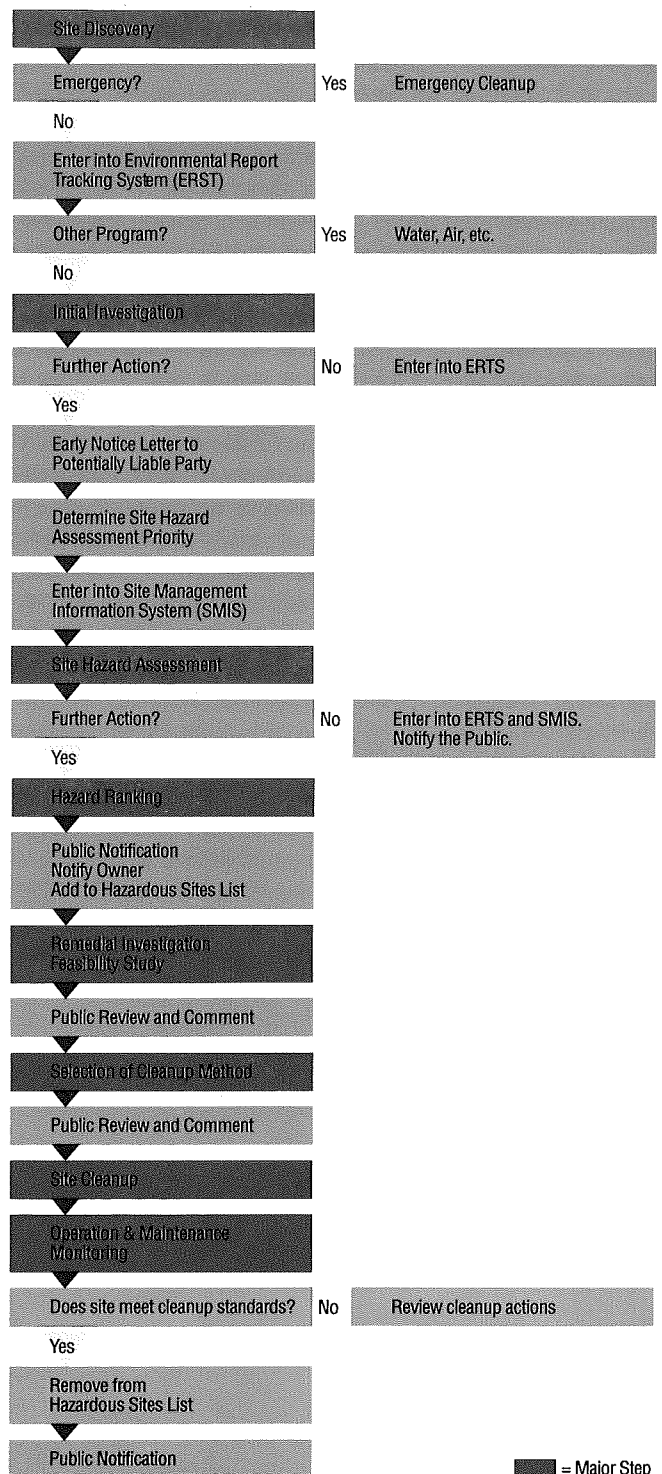 Site Discovery
Emergency?
Yes
Emergency Cleanup
No
Enter into Environmental Report
Tracking System (ERST)
Other Program?
Yes
Water, Air, etc.
No
Initial Investigation
Further Action?
No
Enter into ERTS
Yes
Early Notice Letter to
Potentially Liable Party
Determine Site Hazard
Assessment Priority
Enter into Site Management
Information System (SMIS)
Site Hazard Assessment
Further Action?
No
Enter into ERTS and SMIS.
Notify the Public.
Yes
Hazard Ranking
Public Notification
Notify Owner
Add to Hazardous Sites List
Remedial Investigation
Feasibility Study
Public Review and Comment
Selection of Cleanup Method
Public Review and Comment
Site Cleanup
Operation & Maintenance
Monitoring
Does site meet cleanup standards?
No
Review cleanup actions
Yes
Remove from
Hazardous Sites List
Public Notification
= Major Step